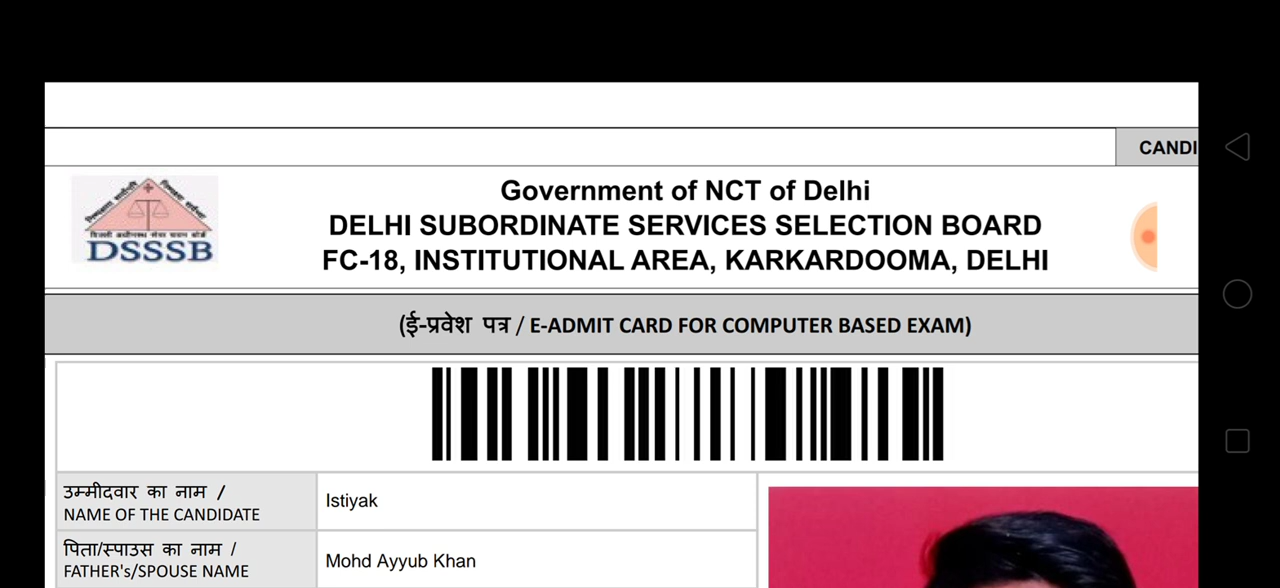 CANDI
Government of NCT of Delhi
DELHI SUBORDINATE SERVICES SELECTION BOARD
FC-18, INSTITUTIONAL AREA, KARKARDOOMA, DELHI
DSSSB
(ई-प्रवेश पत्र / E-ADMIT CARD FOR COMPUTER BASED EXAM)
उम्मीदवार का नाम /
NAME OF THE CANDIDATE
Istiyak
पिता/स्पाउस का नाम /
FATHER's/SPOUSE NAME
Mohd Ayyub Khan